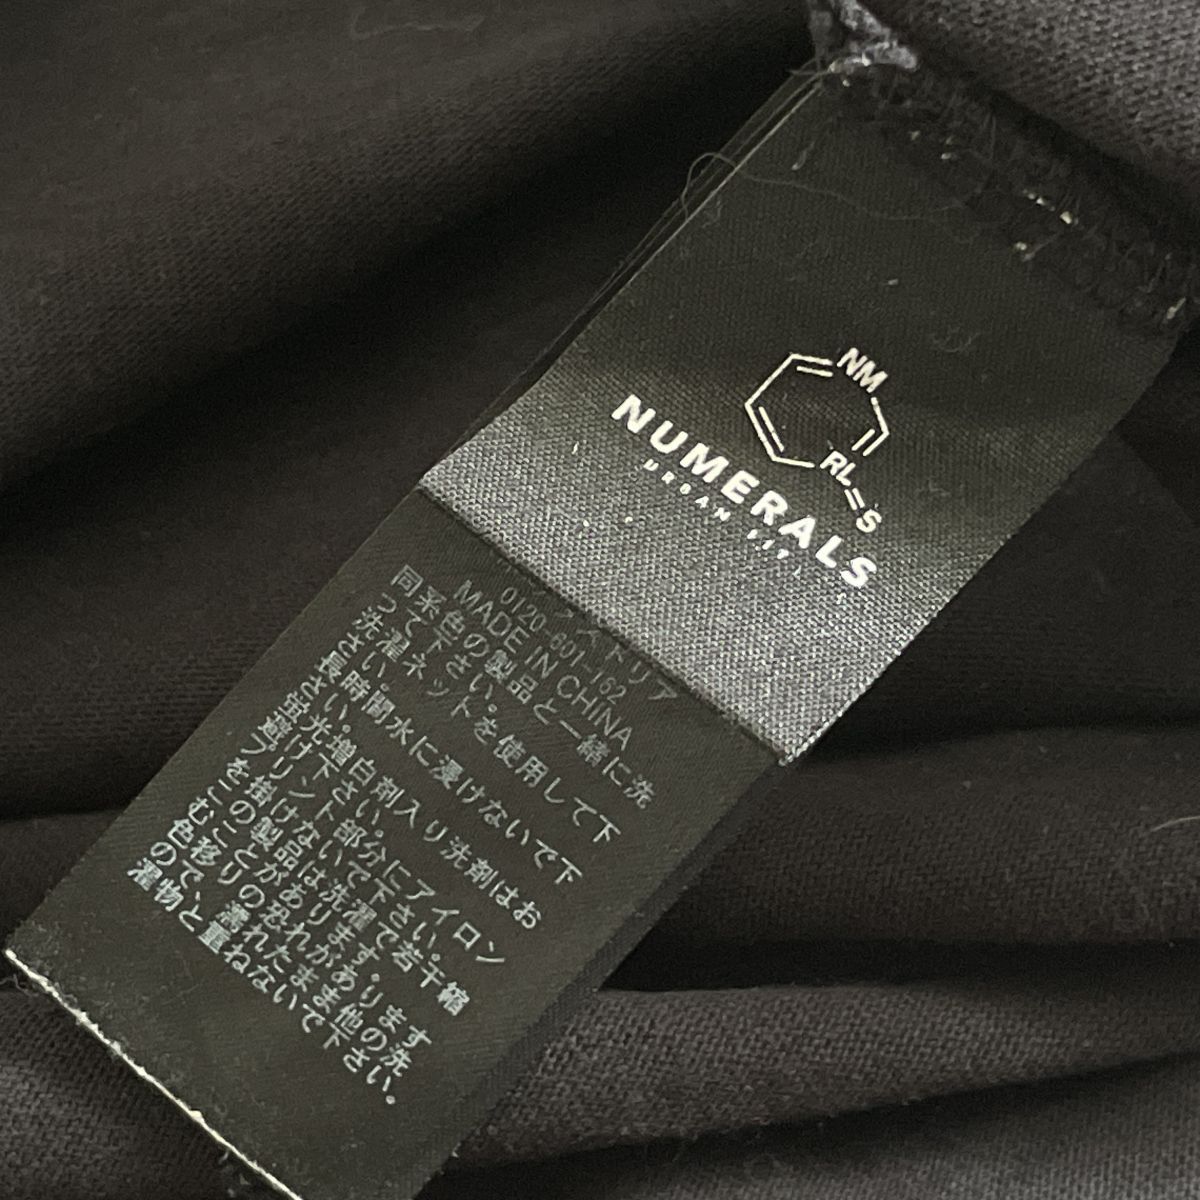 NM
RL=S
NUMERALS
URBAN
ストリア
0120-601-162
MADE IN CHINA
同系色の製品と一緒に洗
って下さい。
洗濯ネットを使用して下
さい。
長時間水に浸けないで下
さい。
蛍光増白剤入り洗剤はお
避け下さい。
プリント部分にアイロン
を掛けないで下さい。
この製品は洗濯で若干縮
むことがあります。
色移りの恐れがあります
ので、濡れたまま他の洗
濯物と重ねないで下さい。